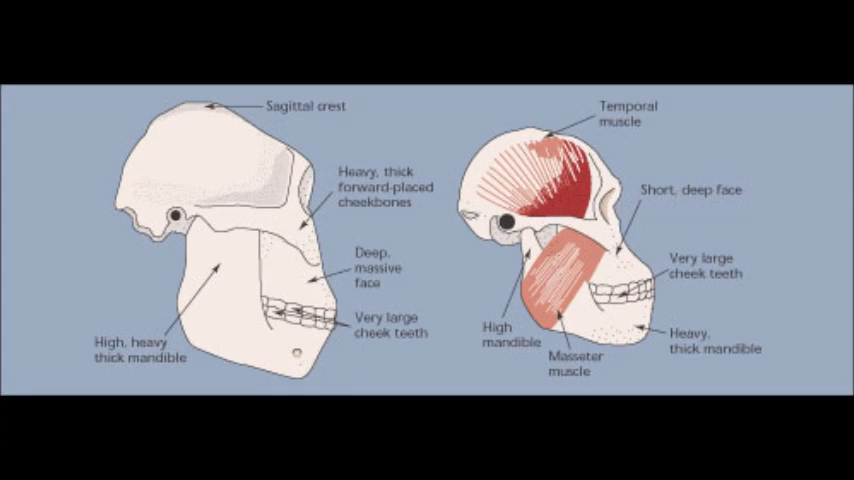 Sagittal crest
Heavy, thick
forward-placed
cheekbones
Deep,
massive
face
Very large
cheek teeth
High, heavy
thick mandible
Temporal
muscle
Short, deep face
Very large
cheek teeth
High
mandible
Masseter
muscle
Heavy,
thick mandible